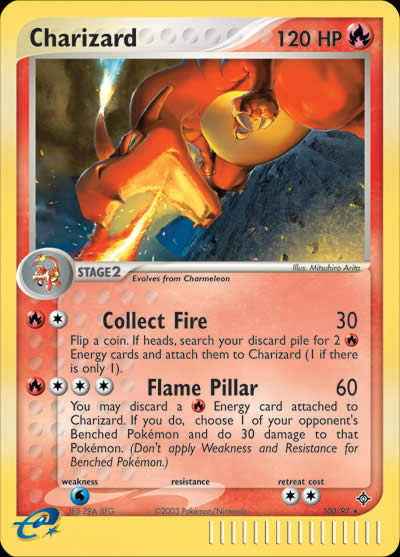 Charizard 120 HP
STAGE2
Evolves from Charmeleon
Illus. Mitsuhiro Arita
Collect Fire 30
Flip a coin. If heads, search your discard pile for 2
Energy cards and attach them to Charizard (1 if there
is only 1).
Flame Pillar 60
You may discard a Energy card attached to
Charizard. If you do, choose 1 of your opponent's
Benched Pokémon and do 30 damage to that
Pokémon. (Don't apply Weakness and Resistance for
Benched Pokémon.)
weakness resistance retreat cost
©2003 Pokémon/Nintendo
100/97
e